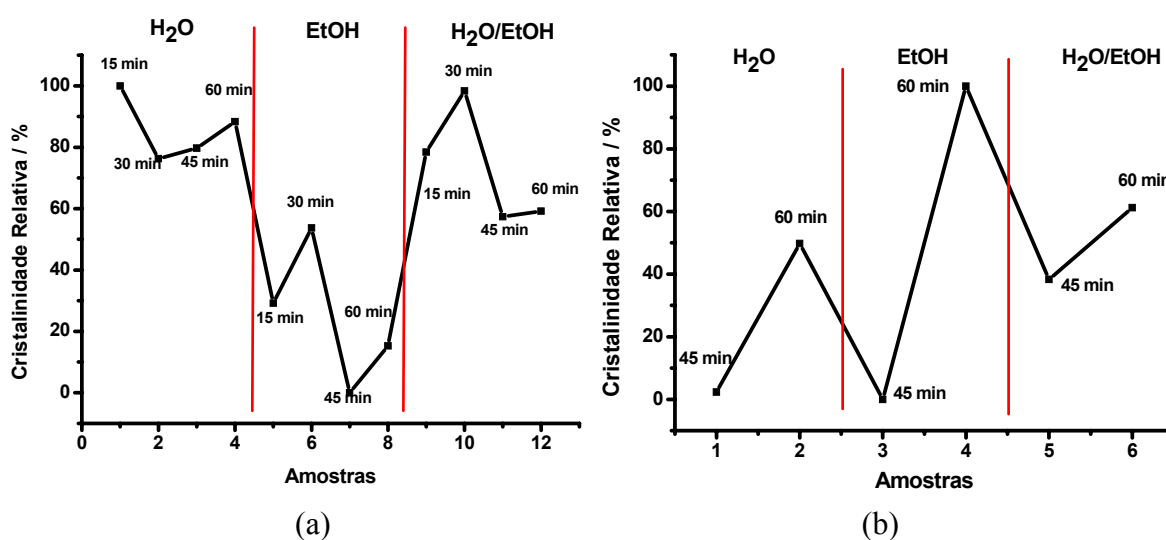 H2O EtOH H2O/EtOH
Cristalinidade Relativa / %
100
80
60
40
20
0
15 min
30 min
45 min
60 min
15 min
30 min
45 min
60 min
15 min
30 min
45 min
60 min
0 2 4 6 8 10 12
Amostras
(a)
H2O EtOH H2O/EtOH
Cristalinidade Relativa / %
100
80
60
40
20
0
45 min
60 min
45 min
60 min
45 min
60 min
1 2 3 4 5 6
Amostras
(b)